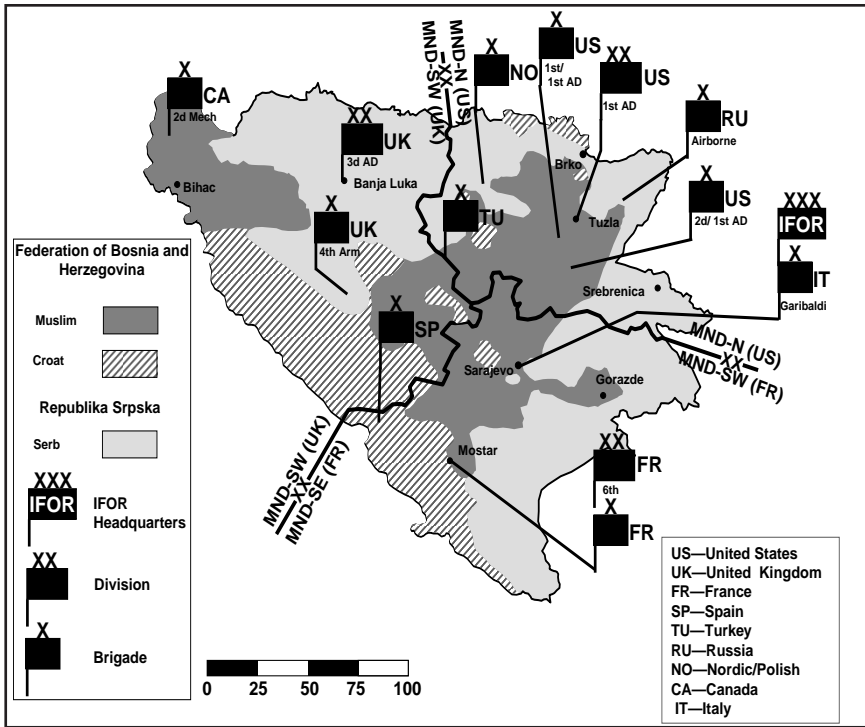 X
CA
2d Mech
XX
UK
3d AD
MND-SW (UK)
XX
MND-N (US)
X
NO
X
US
1st/
1st AD
XX
US
1st AD
X
RU
Airborne
X
US
2d/ 1st AD
XXX
IFOR
X
IT
Garibaldi
Brko
Bihac
Banja Luka
Tuzla
X
UK
4th Arm
X
TU
X
SP
Srebrenica
Sarajevo
Gorazde
Mostar
MND-N (US)
XX
MND-SW (FR)
MND-SW (UK)
XX
MND-SE (FR)
XX
FR
6th
X
FR
Federation of Bosnia and
Herzegovina
Muslim
Croat
Republika Srpska
Serb
XXX
IFOR
IFOR
Headquarters
XX
Division
X
Brigade
0 25 50 75 100
US—United States
UK—United Kingdom
FR—France
SP—Spain
TU—Turkey
RU—Russia
NO—Nordic/Polish
CA—Canada
IT—Italy